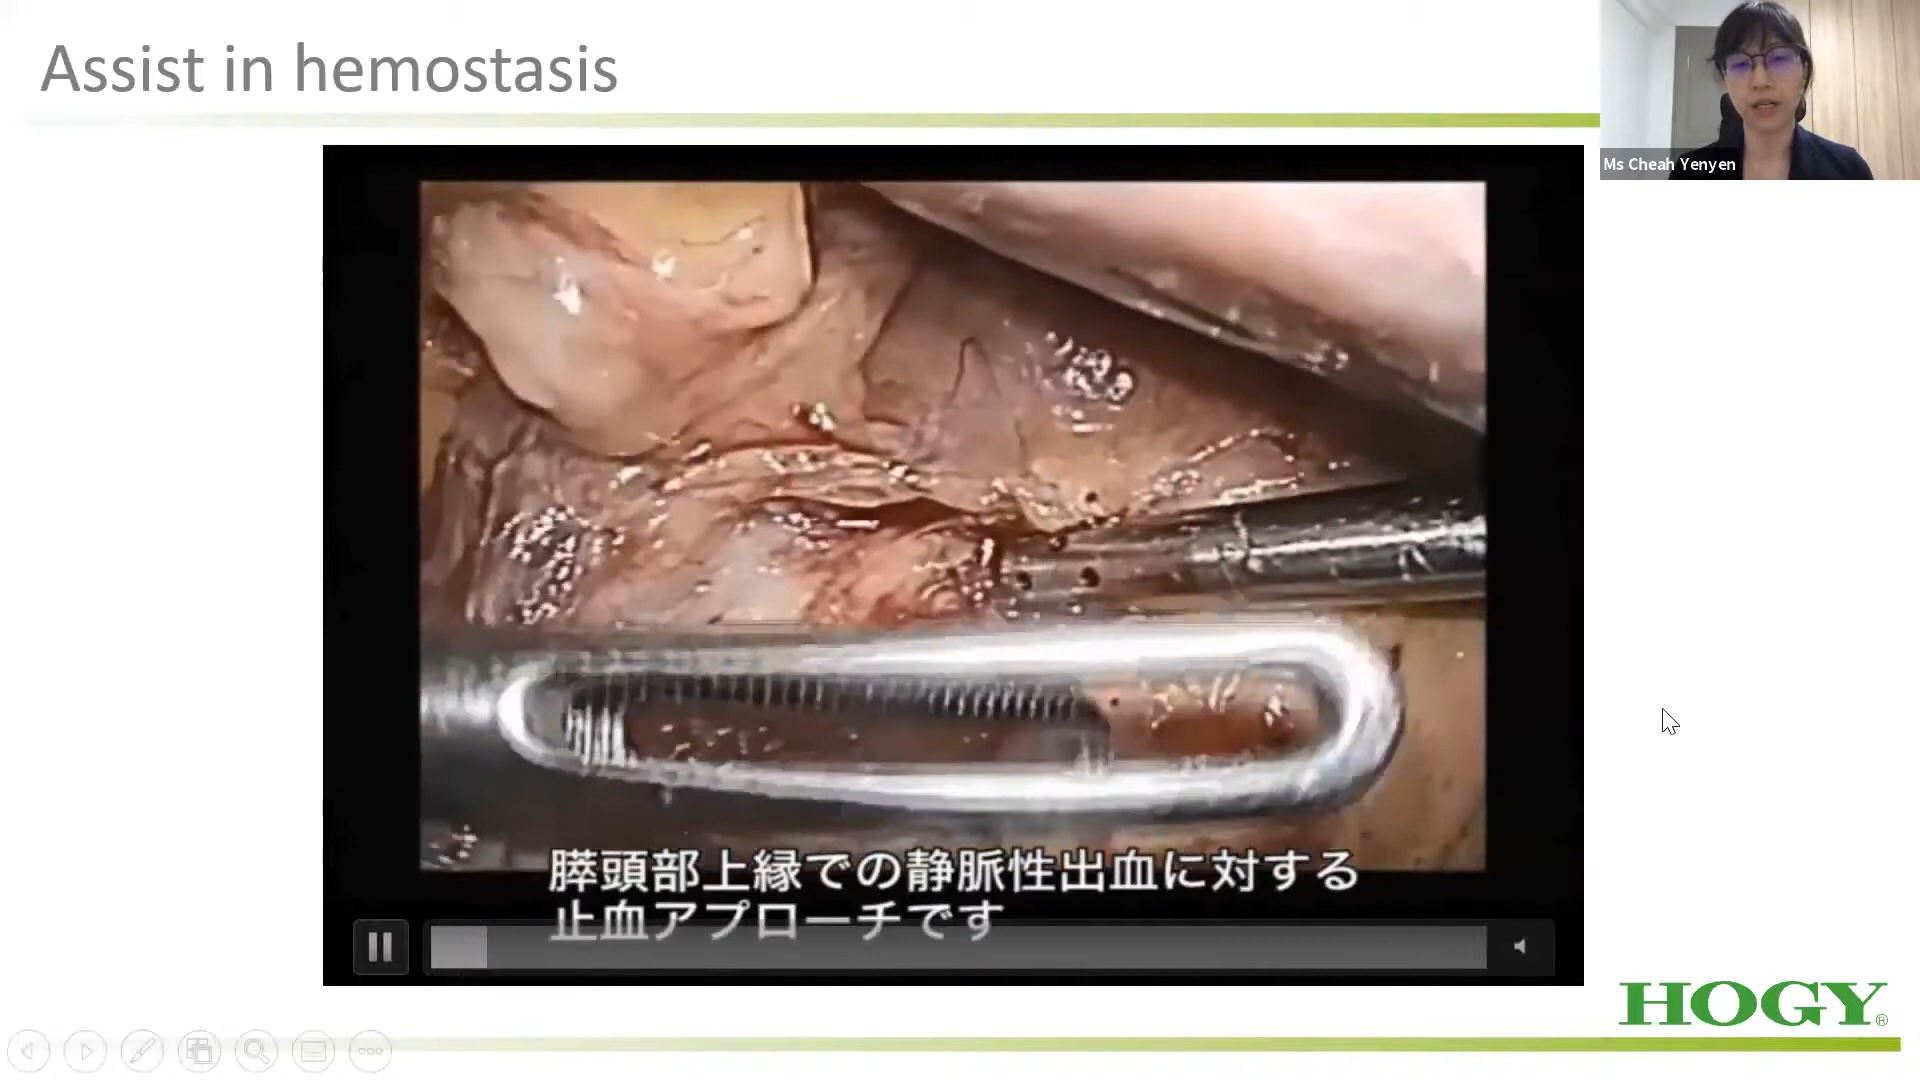 Assist in hemostasis
Ms Cheah Yenyen
膵頭部上縁での静脈性出血に対する
止血アプローチです
HOGY®